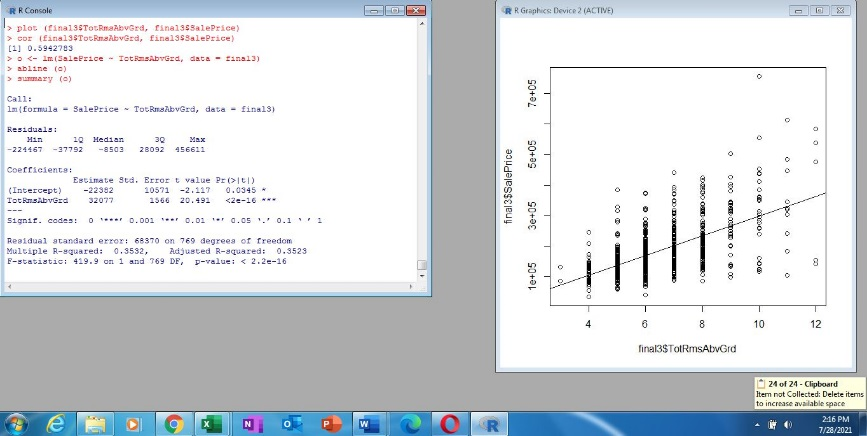 R Console
> plot (final3$TotRmsAbvGrd, final3$SalePrice)
> cor (final3$TotRmsAbvGrd, final3$SalePrice)
[1] 0.5942783
> c <- lm(SalePrice ~ TotRmsAbvGrd, data = final3)
> abline (c)
> summary (c)
Call:
lm(formula = SalePrice ~ TotRmsAbvGrd, data = final3)
Residuals:
Min 1Q Median 3Q Max
-224467 -37792 -8503 28092 456611
Coefficients:
Estimate Std. Error t value Pr(>|t|)
(Intercept) -22382 10571 -2.117 0.0345 *
TotRmsAbvGrd 32077 1566 20.491 <2e-16 ***
---
Signif. codes: 0 '***' 0.001 '**' 0.01 '*' 0.05 '.' 0.1 ' ' 1
Residual standard error: 68370 on 769 degrees of freedom
Multiple R-squared: 0.3532, Adjusted R-squared: 0.3523
F-statistic: 419.9 on 1 and 769 DF, p-value: < 2.2e-16
R Graphics: Device 2 (ACTIVE)
final3$SalePrice
7e+05
5e+05
3e+05
1e+05
4 6 8 10 12
final3$TotRmsAbvGrd
24 of 24 - Clipboard
Item not Collected: Delete items
to increase available space
2:16 PM
7/28/2021